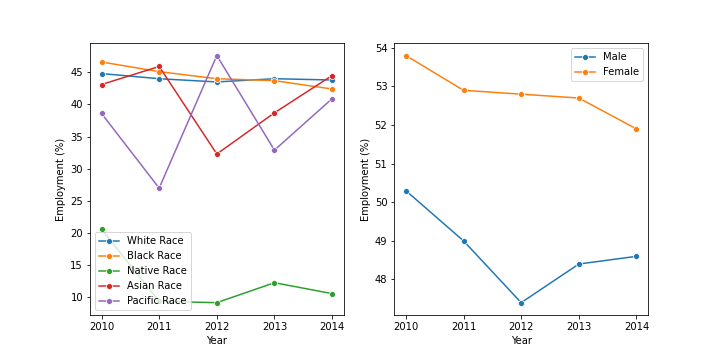 45
40
35
30
25
20
15
10
Employment (%)
White Race
Black Race
Native Race
Asian Race
Pacific Race
2010 2011 2012 2013 2014
Year
54
53
52
51
50
49
48
Employment (%)
Male
Female
2010 2011 2012 2013 2014
Year